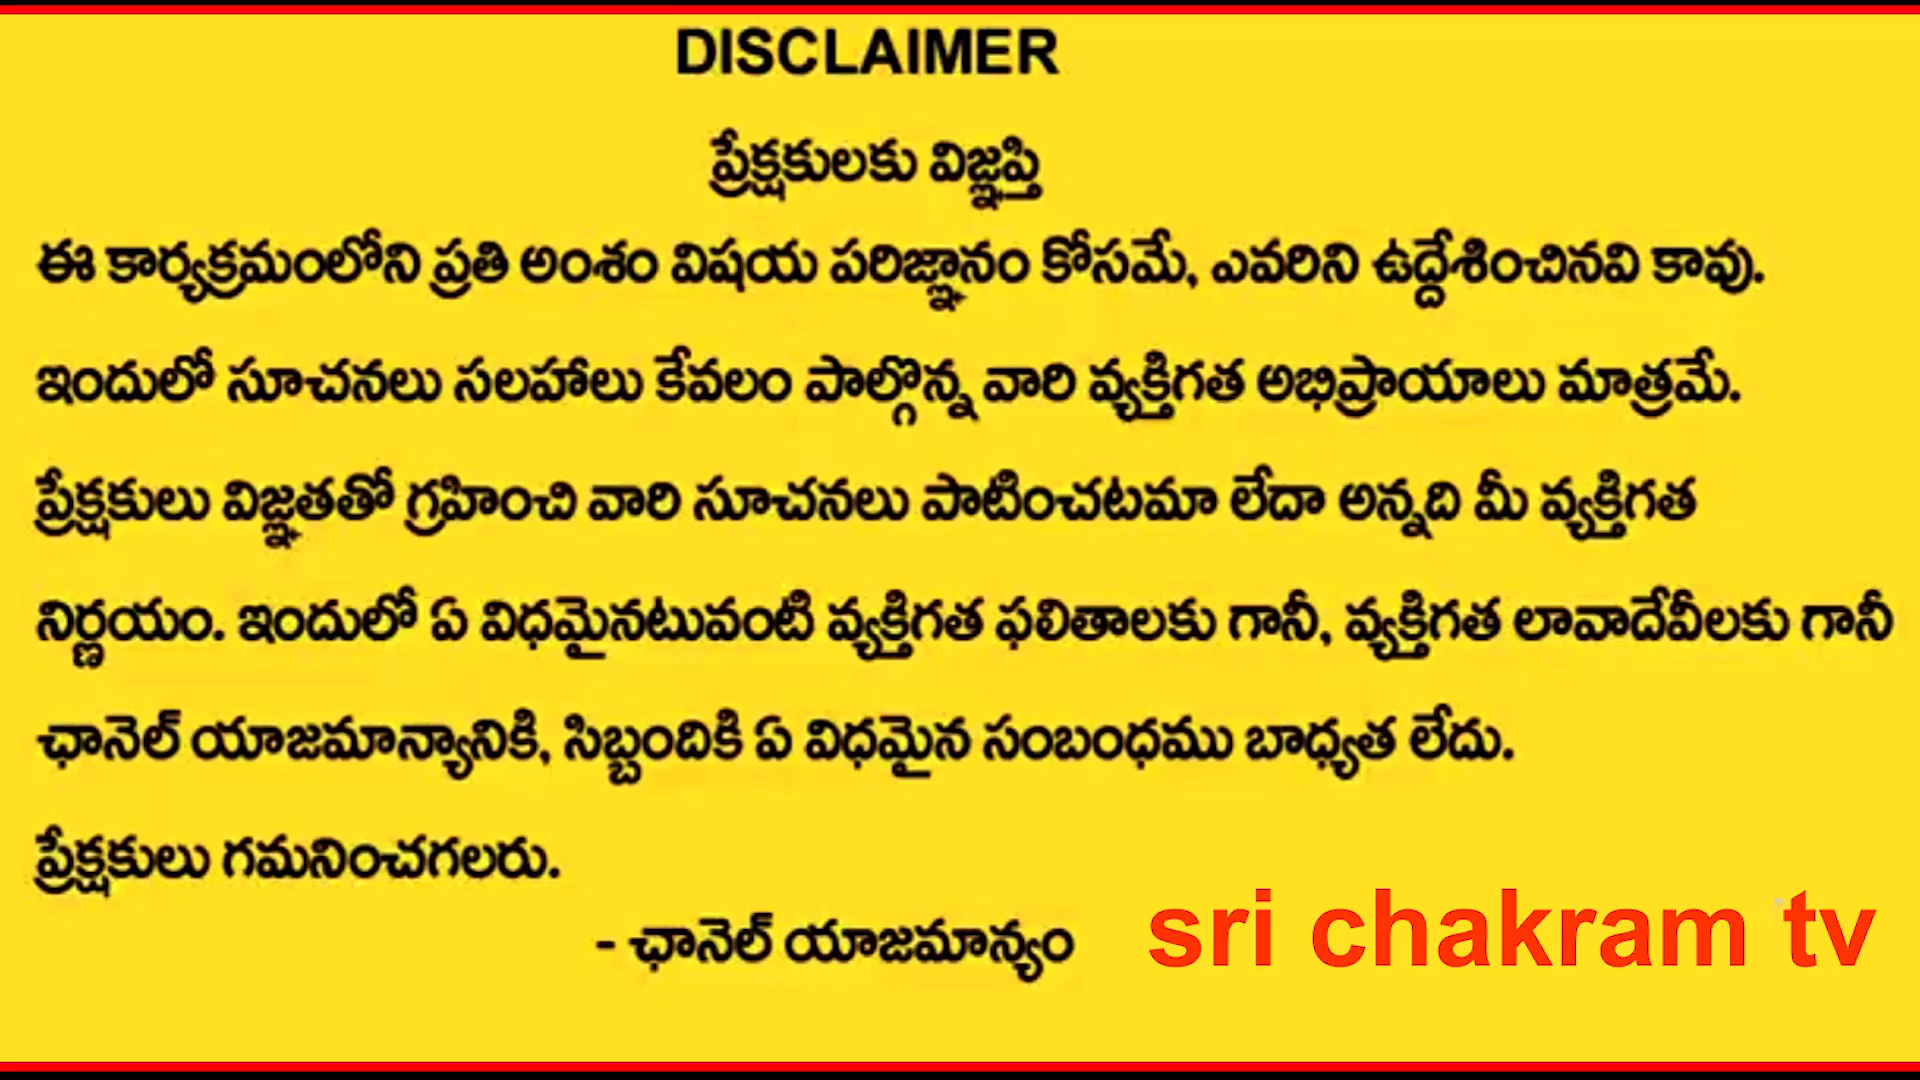 DISCLAIMER
ప్రేక్షకులకు విజ్ఞప్తి
ఈ కార్యక్రమంలోని ప్రతి అంశం విషయ పరిజ్ఞానం కోసమే, ఎవరిని ఉద్దేశించినవి కావు.
ఇందులో సూచనలు సలహాలు కేవలం పాల్గొన్న వారి వ్యక్తిగత అభిప్రాయాలు మాత్రమే.
ప్రేక్షకులు విజ్ఞతతో గ్రహించి వారి సూచనలు పాటించటమా లేదా అన్నది మీ వ్యక్తిగత
నిర్ణయం. ఇందులో ఏ విధమైనటువంటి వ్యక్తిగత ఫలితాలకు గానీ, వ్యక్తిగత లావాదేవీలకు గానీ
ఛానెల్ యాజమాన్యానికి, సిబ్బందికి ఏ విధమైన సంబంధము బాధ్యత లేదు.
ప్రేక్షకులు గమనించగలరు.
- ఛానెల్ యాజమాన్యం
sri chakram tv